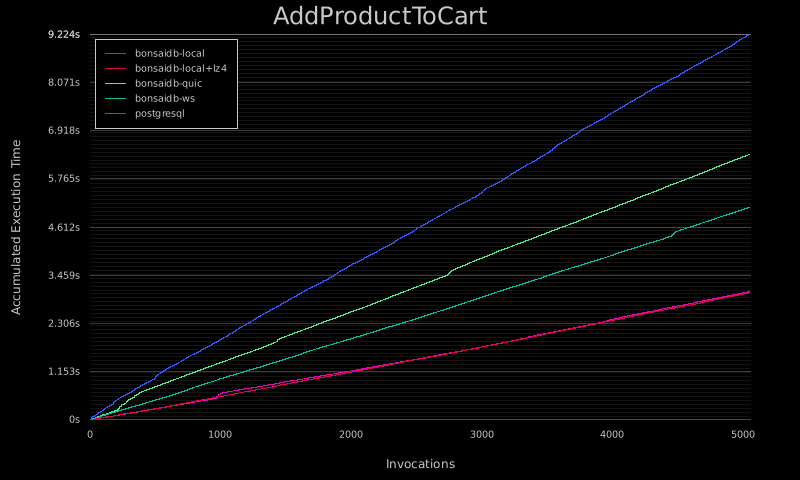 AddProductToCart
9.224s
8.071s
6.918s
5.765s
4.612s
3.459s
2.306s
1.153s
0s
Accumulated Execution Time
bonsaidb-local
bonsaidb-local+lz4
bonsaidb-quic
bonsaidb-ws
postgresql
0 1000 2000 3000 4000 5000
Invocations